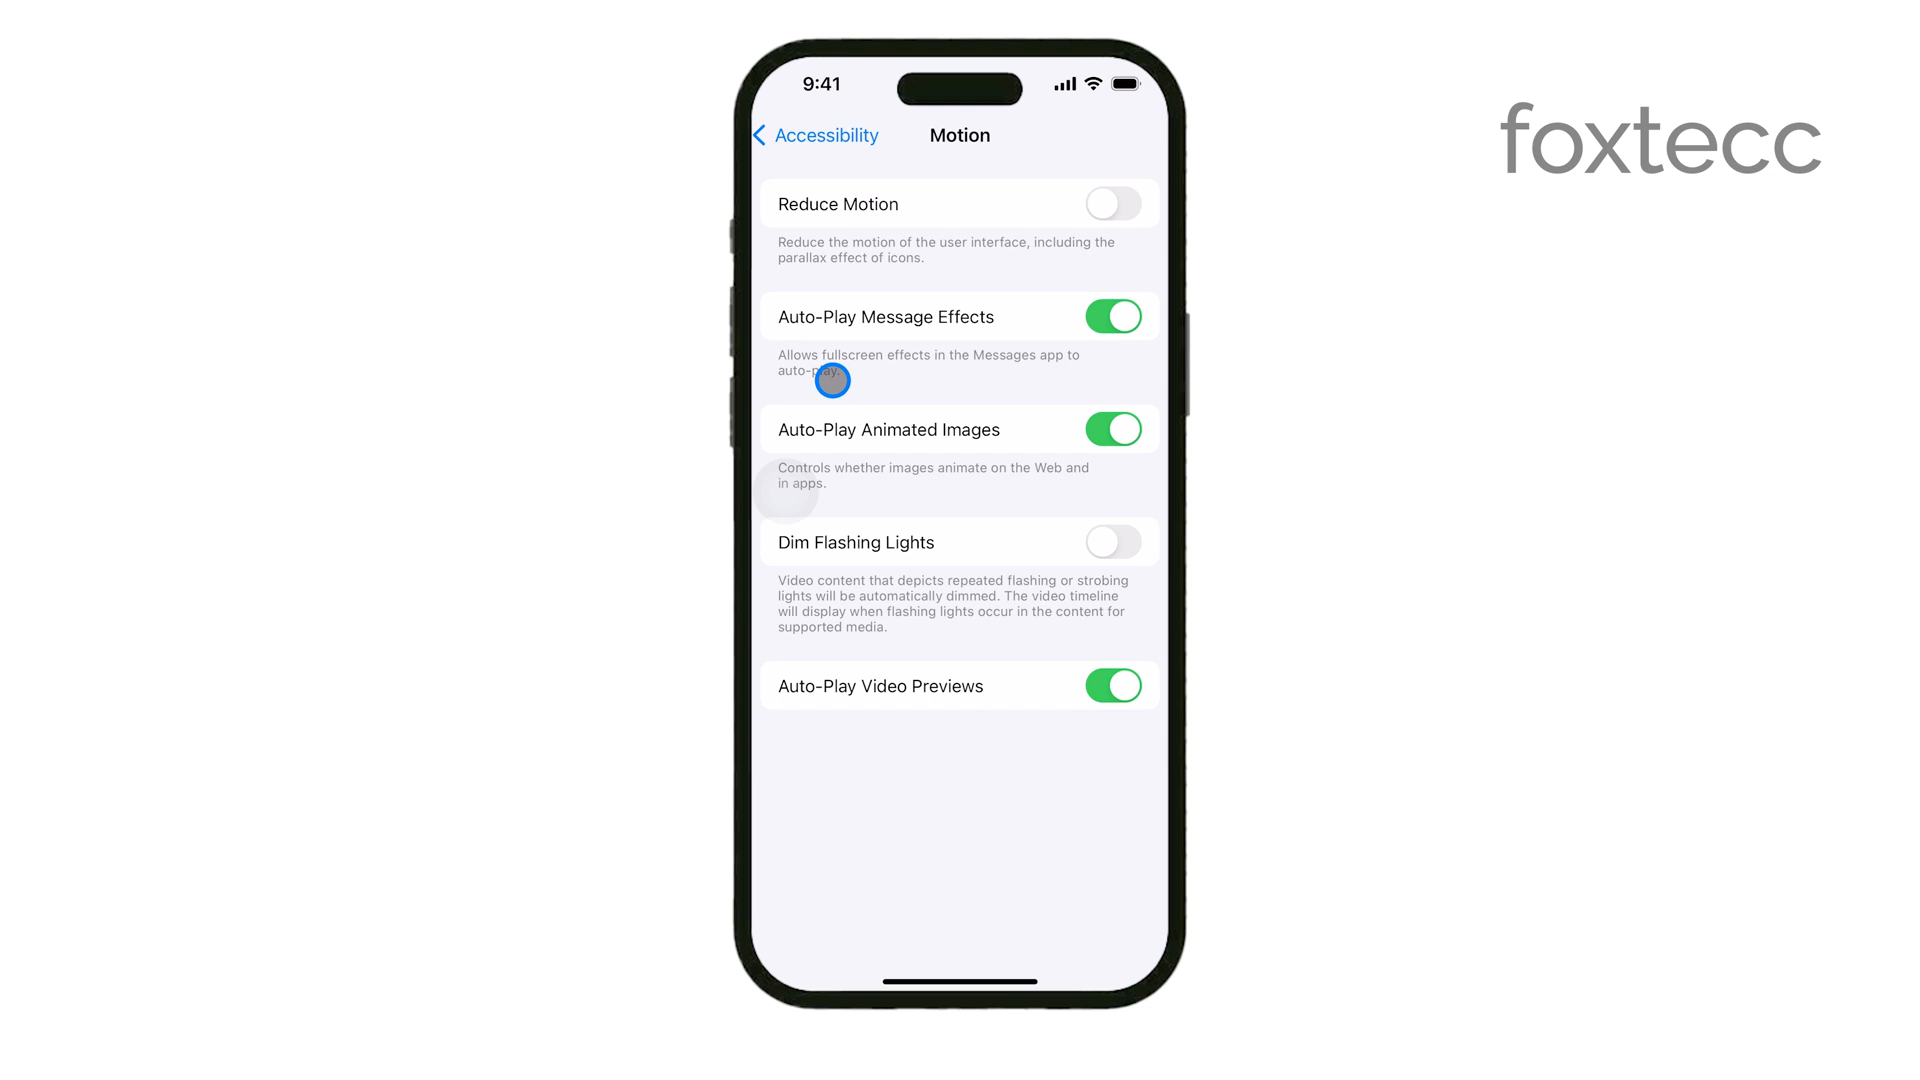 9:41
foxtecc
Accessibility
Motion
Reduce Motion
Reduce the motion of the user interface, including the
parallax effect of icons.
Auto-Play Message Effects
Allows fullscreen effects in the Messages app to
auto-play.
Auto-Play Animated Images
Controls whether images animate on the Web and
in apps.
Dim Flashing Lights
Video content that depicts repeated flashing or strobing
lights will be automatically dimmed. The video timeline
will display when flashing lights occur in the content for
supported media.
Auto-Play Video Previews